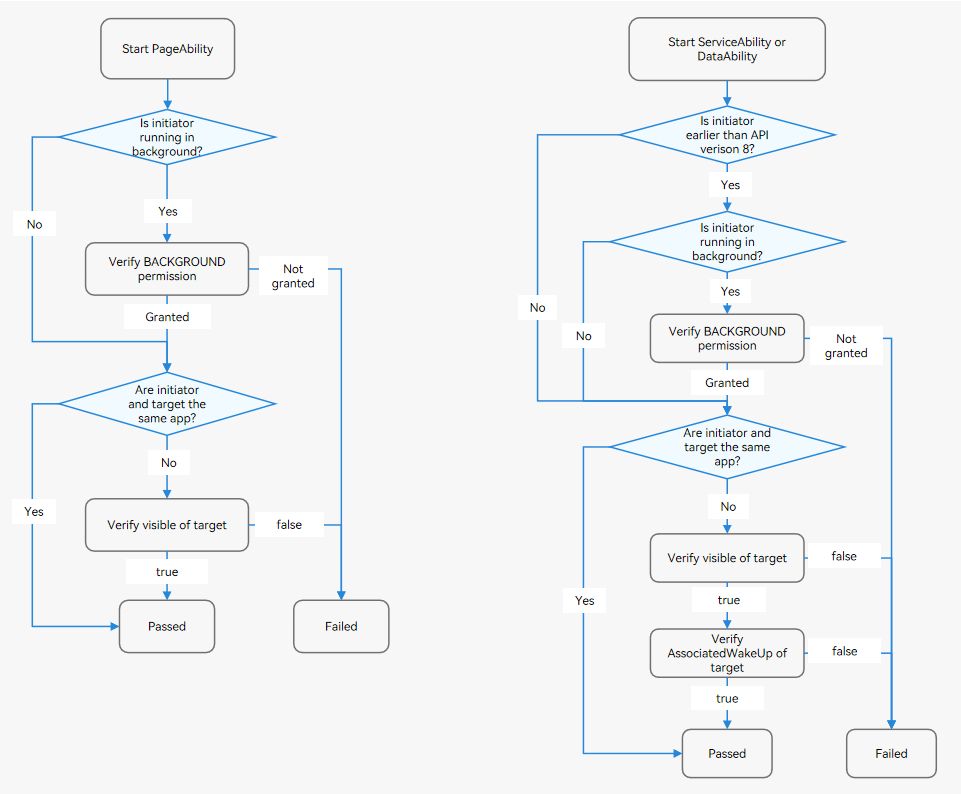 Start PageAbility
Is initiator
running in
background?
No
Yes
Verify BACKGROUND
permission
Not
granted
Granted
Are initiator
and target the
same app?
No
Yes
Verify visible of target
false
true
Passed
Failed
Start ServiceAbility or
DataAbility
Is initiator
earlier than API
verison 8?
Yes
Is initiator
running in
background?
Yes
No
No
Verify BACKGROUND
permission
Not
granted
Granted
Are initiator and
target the same
app?
No
Verify visible of target
false
Yes
true
Verify
AssociatedWakeUp of
target
false
true
Passed
Failed